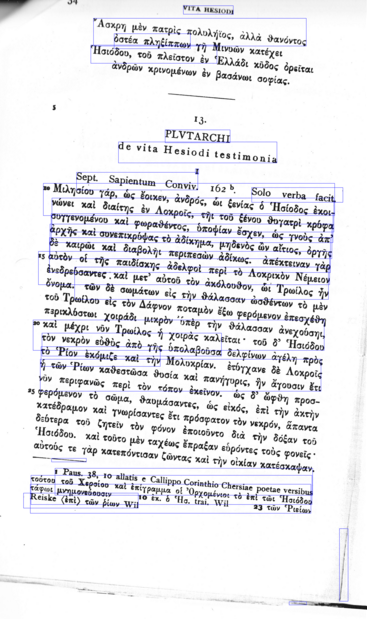 54
VITA HESIODI
Ἄσκρη μὲν πατρὶς πολυλήϊος, ἀλλὰ θανόντος
ὀστέα πληξίππων γῆ Μινυῶν κατέχει
Ἡσιόδου, τοῦ πλεῖστον ἐν Ἑλλάδι κῦδος ὀρεῖται
ἀνδρῶν κρινομένων ἐν βασάνωι σοφίας.
5
13.
PLVTARCHI
de vita Hesiodi testimonia
Sept. Sapientum Conviv. 162 b. Solo verba facit
Μιλησίου γάρ, ὡς ἔοικεν, ἀνδρός, ὧι ξενίας ὁ Ἡσίοδος ἐκοι-
νώνει καὶ διαίτης ἐν Λοκροῖς, τῆι τοῦ ξένου θυγατρὶ κρύφα
συγγενομένου καὶ φωραθέντος, ὑποψίαν ἔσχεν, ὡς γνοὺς ἀπ'
ἀρχῆς καὶ συνεπικρύψας τὸ ἀδίκημα, μηδενὸς ὢν αἴτιος, ὀργῆς
δὲ καιρῶι καὶ διαβολῆι περιπεσὼν ἀδίκως. ἀπέκτειναν γὰρ
αὐτὸν οἱ τῆς παιδίσκης ἀδελφοὶ περὶ τὸ Λοκρικὸν Νέμειον
ἐνεδρεύσαντες, καὶ μετ' αὐτοῦ τὸν ἀκόλουθον, ὧι Τρωίλος ἦν
ὄνομα. τῶν δὲ σωμάτων εἰς τὴν θάλασσαν ὠσθέντων τὸ μὲν
τοῦ Τρωίλου εἰς τὸν Δάφνον ποταμὸν ἔξω φερόμενον ἐπεσχέθη
περικλύστωι χοιράδι μικρὸν ὑπὲρ τὴν θάλασσαν ἀνεχούσηι·
καὶ μέχρι νῦν Τρωίλος ἡ χοιρὰς καλεῖται· τοῦ δ' Ἡσιόδου
τὸν νεκρὸν εὐθὺς ἀπὸ γῆς ὑπολαβοῦσα δελφίνων ἀγέλη πρὸς
τὸ Ῥίον ἐκόμιζε κατὰ τὴν Μολυκρίαν. ἐτύγχανε δὲ Λοκροῖς
ἡ τῶν Ῥίων καθεστῶσα θυσία καὶ πανήγυρις, ἣν ἄγουσιν ἔτι
νῦν περιφανῶς περὶ τὸν τόπον ἐκεῖνον. ὡς δ' ὤφθη προσ-
φερόμενον τὸ σῶμα, θαυμάσαντες, ὡς εἰκός, ἐπὶ τὴν ἀκτὴν
κατέδραμον καὶ γνωρίσαντες ἔτι πρόσφατον τὸν νεκρόν, ἅπαντα
δεύτερα τοῦ ζητεῖν τὸν φόνον ἐποιοῦντο διὰ τὴν δόξαν τοῦ
Ἡσιόδου. καὶ τοῦτο μὲν ταχέως ἔπραξαν εὑρόντες τοὺς φονεῖς·
αὐτούς τε γὰρ κατεπόντισαν ζῶντας καὶ τὴν οἰκίαν κατέσκαψαν.
1 Paus. 38, 10 allatis e Callippo Corinthio Chersiae poetae versibus
τούτου τοῦ Χερσίου καὶ ἐπίγραμμα οἱ Ὀρχομένιοι τὸ ἐπὶ τῶι Ἡσιόδου
τάφωι μνημονεύουσιν 10 ἐκ. ὁ Ἡσ. trai. Wil 23 τῶν Ῥιείων
Reiske ⟨ἐπὶ⟩ τῶν ῥίων Wil